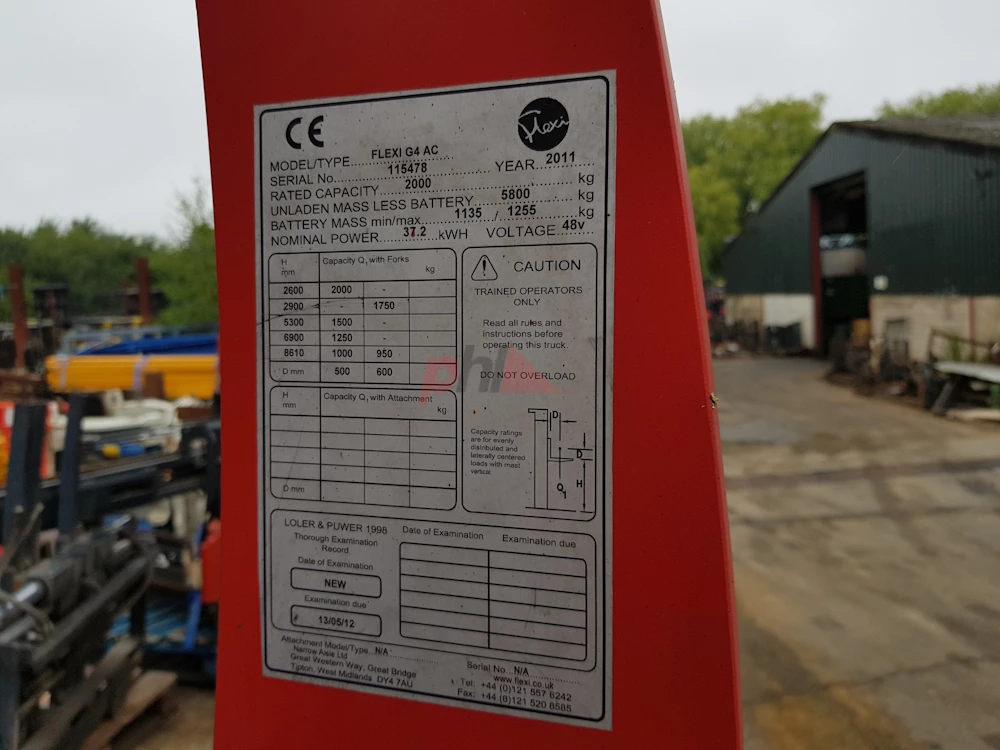 CE
Flexi
MODEL/TYPE FLEXI G4 AC
SERIAL No. 115478 YEAR 2011
RATED CAPACITY 2000 kg
UNLADEN MASS LESS BATTERY 5800 kg
BATTERY MASS min/max 1135 / 1255 kg
NOMINAL POWER 37.2 kWH VOLTAGE 48v
H mm Capacity Q1 with Forks kg
2600 2000 -
2900 - 1750
5300 1500 -
6900 1250 -
8610 1000 950
D mm 500 600
H mm Capacity Q1 with Attachment kg
D mm
CAUTION
TRAINED OPERATORS
ONLY
Read all rules and
instructions before
operating this truck.
DO NOT OVERLOAD
Capacity ratings
are for evenly
distributed and
laterally centered
loads with mast
vertical.
D
D
H
Q1
phl
LOLER & PUWER 1998
Thorough Examination
Record
Date of Examination
NEW
Examination due
13/05/12
Date of Examination Examination due
Attachment Model/Type N/A Serial No. N/A
Narrow Aisle Ltd
Great Western Way, Great Bridge
Tipton, West Midlands DY4 7AU
www.flexi.co.uk
Tel: +44 (0)121 557 6242
Fax: +44 (0)121 520 8585